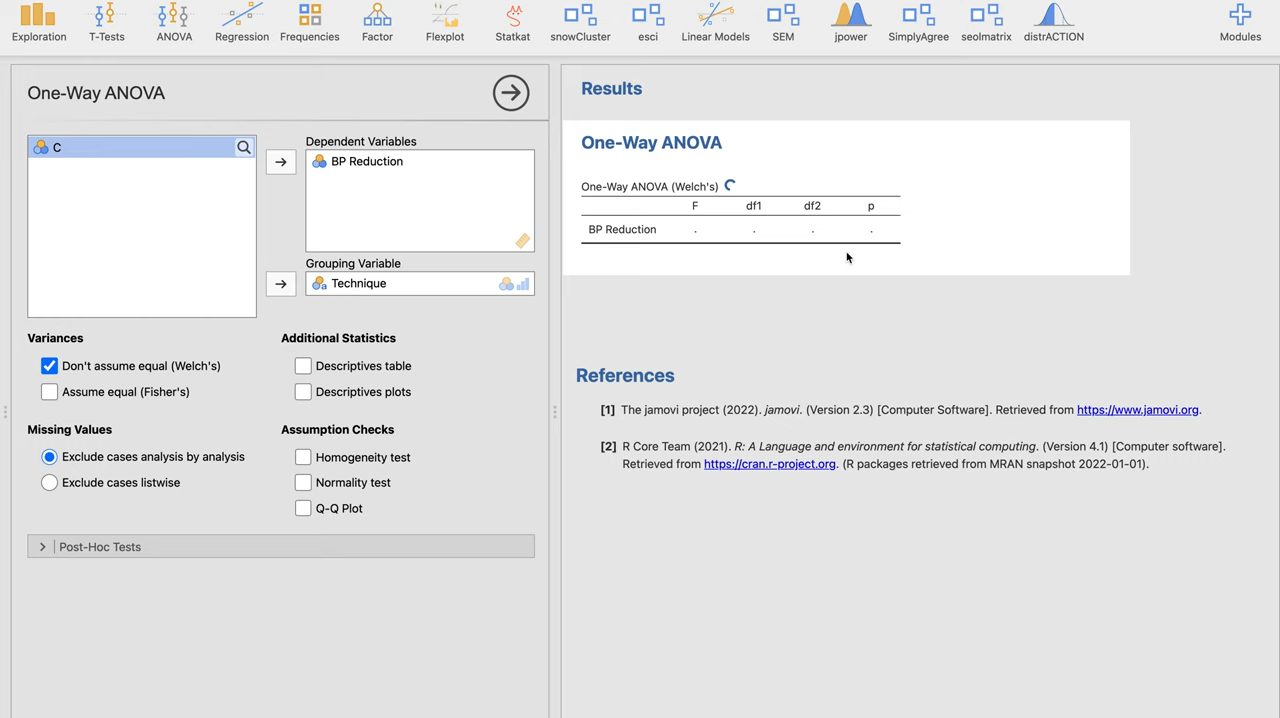 Exploration T-Tests ANOVA Regression Frequencies Factor Flexplot Statkat snowCluster esci Linear Models SEM jpower SimplyAgree seolmatrix distrACTION Modules
One-Way ANOVA
C
Dependent Variables
BP Reduction
Grouping Variable
Technique
Variances
Don't assume equal (Welch's)
Assume equal (Fisher's)
Additional Statistics
Descriptives table
Descriptives plots
Missing Values
Exclude cases analysis by analysis
Exclude cases listwise
Assumption Checks
Homogeneity test
Normality test
Q-Q Plot
Post-Hoc Tests
Results
One-Way ANOVA
One-Way ANOVA (Welch's)
F df1 df2 p
BP Reduction . . . .
References
[1] The jamovi project (2022). jamovi. (Version 2.3) [Computer Software]. Retrieved from https://www.jamovi.org.
[2] R Core Team (2021). R: A Language and environment for statistical computing. (Version 4.1) [Computer software].
Retrieved from https://cran.r-project.org. (R packages retrieved from MRAN snapshot 2022-01-01).